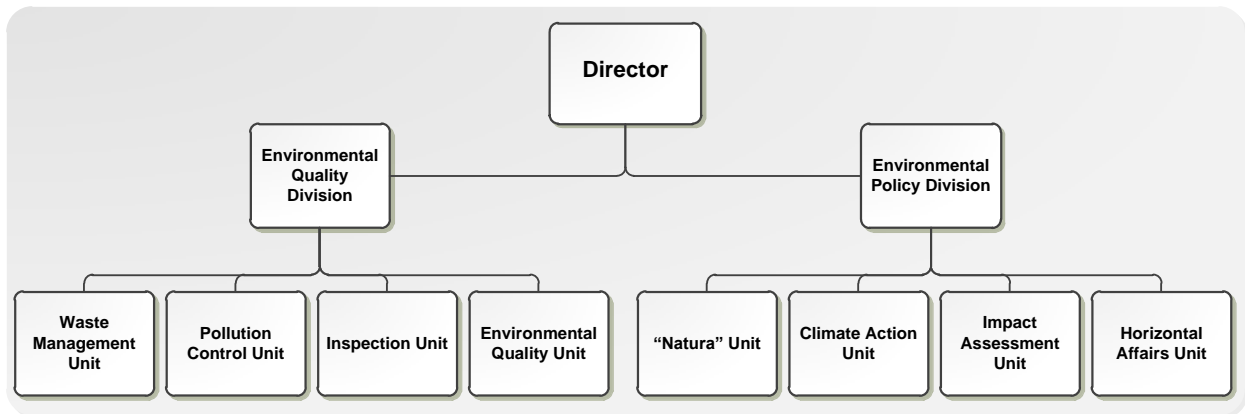 Director
Environmental
Quality
Division
Environmental
Policy Division
Waste
Management
Unit
Pollution
Control Unit
Inspection Unit
Environmental
Quality Unit
“Natura” Unit
Climate Action
Unit
Impact
Assessment
Unit
Horizontal
Affairs Unit